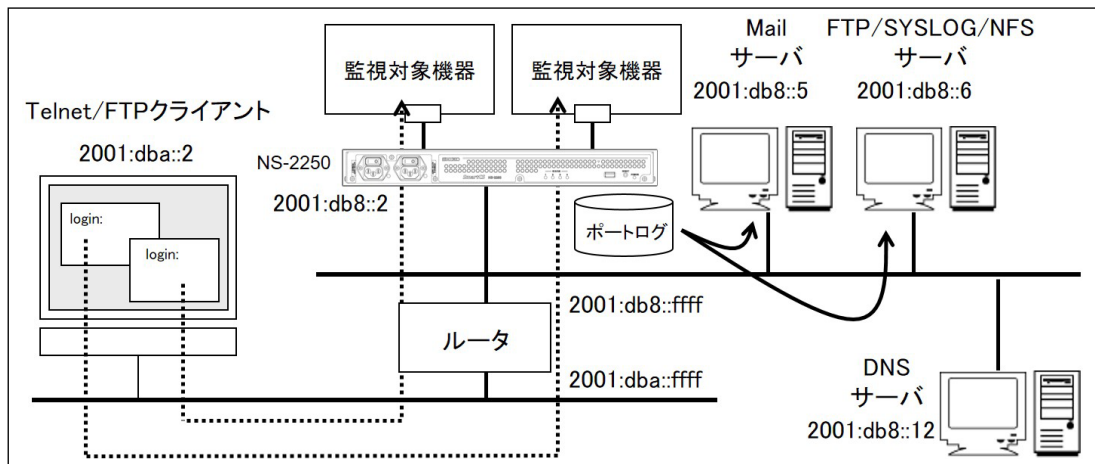 監視対象機器
監視対象機器
Mail
サーバ
2001:db8::5
FTP/SYSLOG/NFS
サーバ
2001:db8::6
Telnet/FTPクライアント
2001:dba::2
NS-2250
2001:db8::2
login:
login:
ポートログ
2001:db8::ffff
ルータ
2001:dba::ffff
DNS
サーバ
2001:db8::12